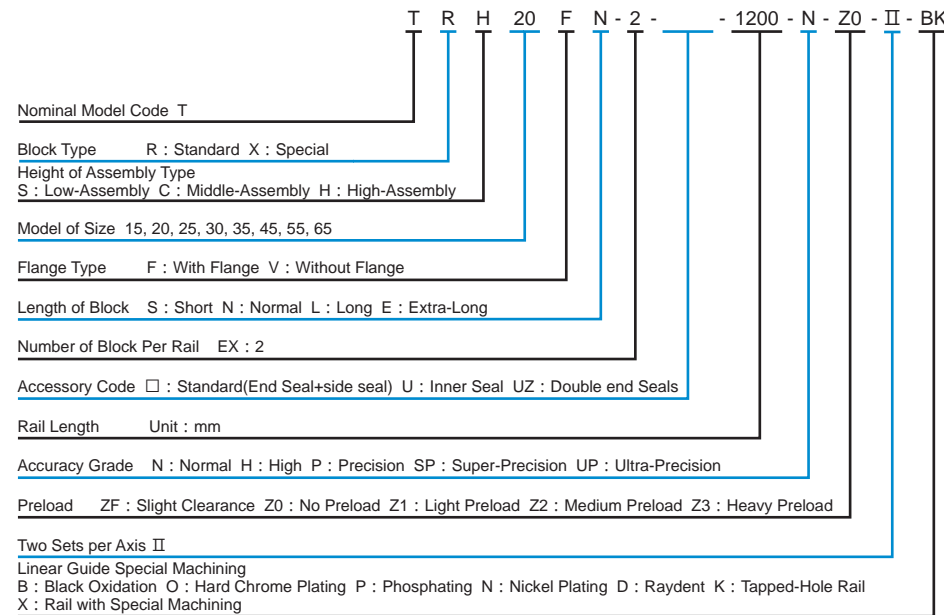 T R H 20 F N - 2 - - 1200 - N - Z0 - Ⅱ - BK
Nominal Model Code T
Block Type R : Standard X : Special
Height of Assembly Type
S : Low-Assembly C : Middle-Assembly H : High-Assembly
Model of Size 15, 20, 25, 30, 35, 45, 55, 65
Flange Type F : With Flange V : Without Flange
Length of Block S : Short N : Normal L : Long E : Extra-Long
Number of Block Per Rail EX : 2
Accessory Code □ : Standard(End Seal+side seal) U : Inner Seal UZ : Double end Seals
Rail Length Unit : mm
Accuracy Grade N : Normal H : High P : Precision SP : Super-Precision UP : Ultra-Precision
Preload ZF : Slight Clearance Z0 : No Preload Z1 : Light Preload Z2 : Medium Preload Z3 : Heavy Preload
Two Sets per Axis Ⅱ
Linear Guide Special Machining
B : Black Oxidation O : Hard Chrome Plating P : Phosphating N : Nickel Plating D : Raydent K : Tapped-Hole Rail
X : Rail with Special Machining